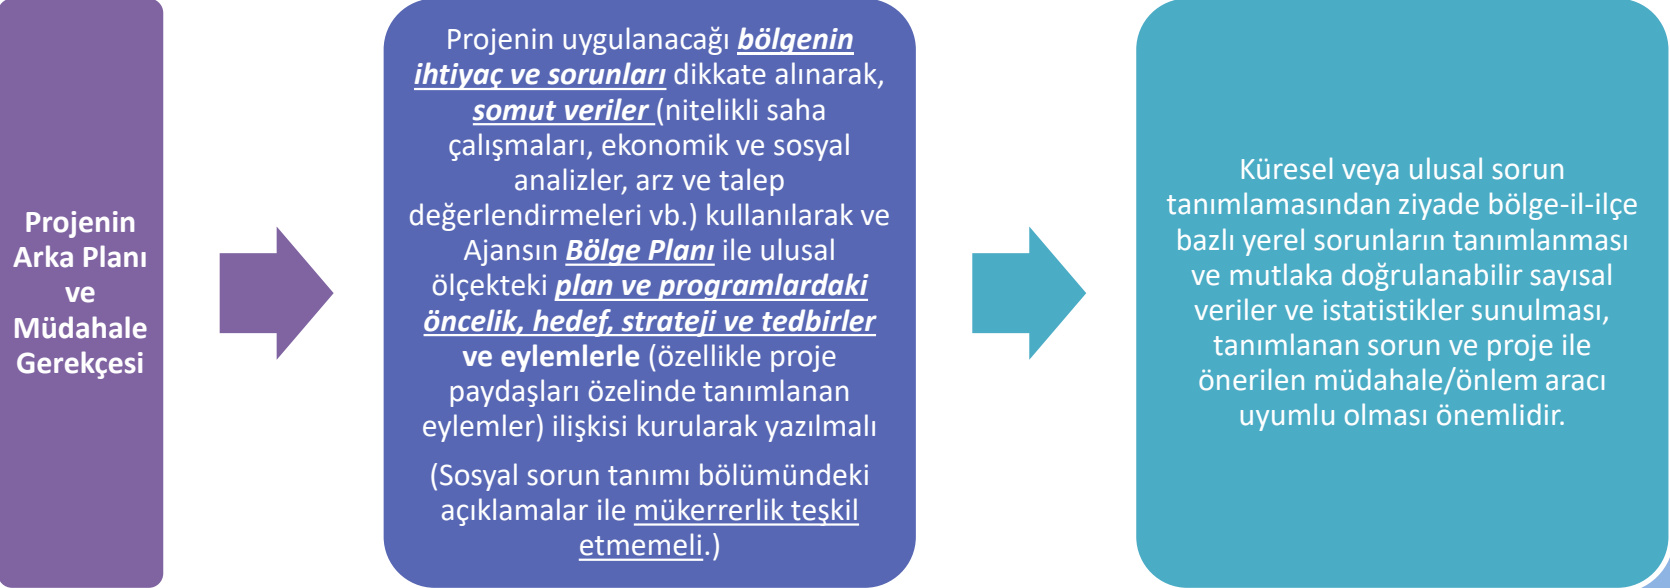 Projenin
Arka Planı
ve
Müdahale
Gerekçesi
Projenin uygulanacağı bölgenin
ihtiyaç ve sorunları dikkate alınarak,
somut veriler (nitelikli saha
çalışmaları, ekonomik ve sosyal
analizler, arz ve talep
değerlendirmeleri vb.) kullanılarak ve
Ajansın Bölge Planı ile ulusal
ölçekteki plan ve programlardaki
öncelik, hedef, strateji ve tedbirler
ve eylemlerle (özellikle proje
paydaşları özelinde tanımlanan
eylemler) ilişkisi kurularak yazılmalı
(Sosyal sorun tanımı bölümündeki
açıklamalar ile mükerrerlik teşkil
etmemeli.)
Küresel veya ulusal sorun
tanımlamasından ziyade bölge-il-ilçe
bazlı yerel sorunların tanımlanması
ve mutlaka doğrulanabilir sayısal
veriler ve istatistikler sunulması,
tanımlanan sorun ve proje ile
önerilen müdahale/önlem aracı
uyumlu olması önemlidir.